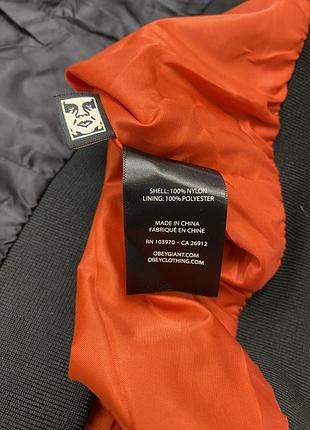 SHELL: 100% NYLON
LINING: 100% POLYESTER
MADE IN CHINA
FABRIQUÉ EN CHINE
RN 103970 • CA 26912
OBEYGIANT.COM
OBEYCLOTHING.COM